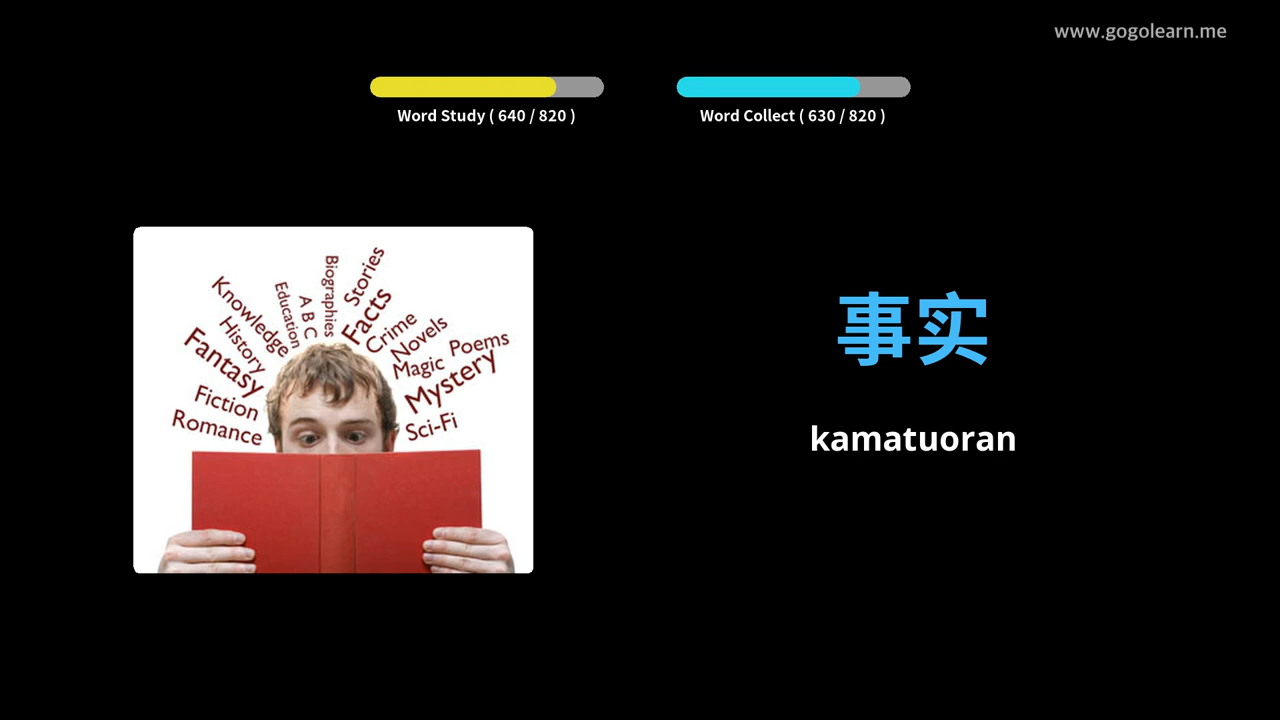 www.gogolearn.me
Word Study ( 640 / 820 )
Word Collect ( 630 / 820 )
Knowledge
History
Fantasy
Fiction
Romance
Education
A B C
Biographies
Stories
Facts
Crime
Novels
Magic
Poems
Mystery
Sci-Fi
事实
kamatuoran